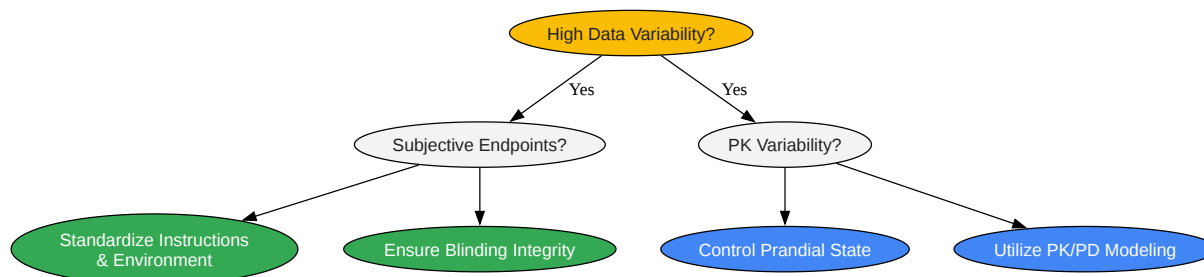 High Data Variability?
Yes
Yes
Subjective Endpoints?
PK Variability?
Standardize Instructions
& Environment
Ensure Blinding Integrity
Control Prandial State
Utilize PK/PD Modeling